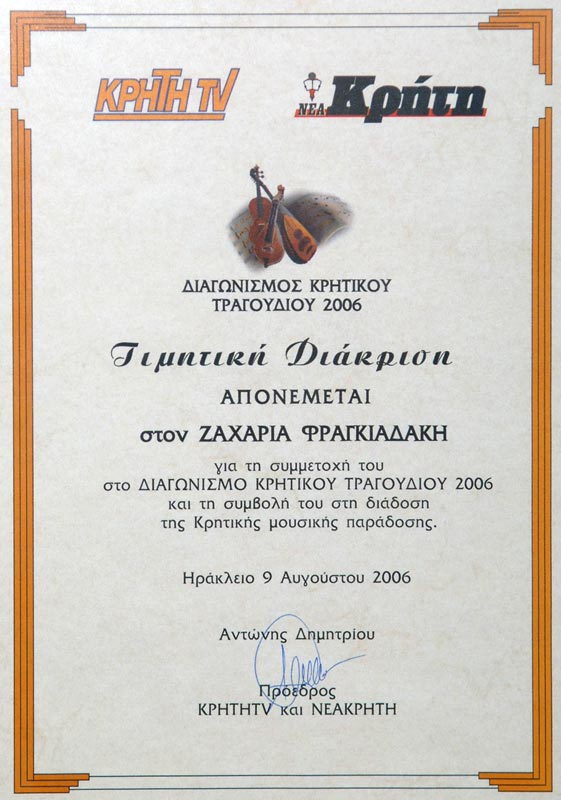 ΚΡΗΤΗ TV
ΝΕΑ Κρήτη
ΔΙΑΓΩΝΙΣΜΟΣ ΚΡΗΤΙΚΟΥ
ΤΡΑΓΟΥΔΙΟΥ 2006
Τιμητική Διάκριση
ΑΠΟΝΕΜΕΤΑΙ
στον ΖΑΧΑΡΙΑ ΦΡΑΓΚΙΑΔΑΚΗ
για τη συμμετοχή του
στο ΔΙΑΓΩΝΙΣΜΟ ΚΡΗΤΙΚΟΥ ΤΡΑΓΟΥΔΙΟΥ 2006
και τη συμβολή του στη διάδοση
της Κρητικής μουσικής παράδοσης.
Ηράκλειο 9 Αυγούστου 2006
Αντώνης Δημητρίου
Πρόεδρος
ΚΡΗΤΗTV και ΝΕΑΚΡΗΤΗ